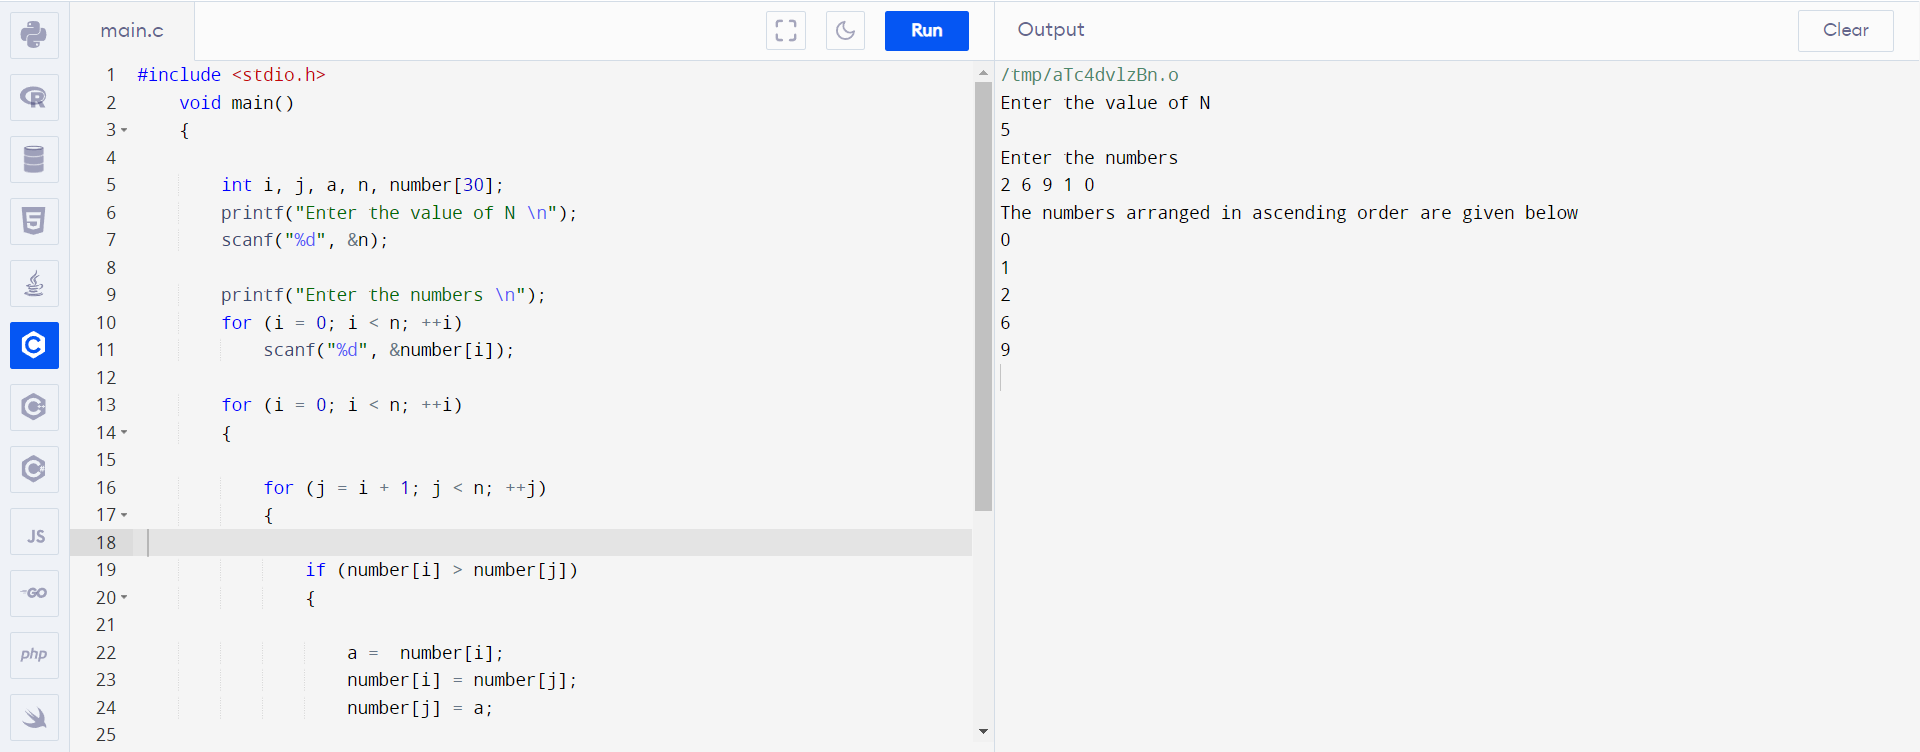 main.c
Run
Output
Clear
1 #include <stdio.h>
2 void main()
3 {
4
5 int i, j, a, n, number[30];
6 printf("Enter the value of N \n");
7 scanf("%d", &n);
8
9 printf("Enter the numbers \n");
10 for (i = 0; i < n; ++i)
11 scanf("%d", &number[i]);
12
13 for (i = 0; i < n; ++i)
14 {
15
16 for (j = i + 1; j < n; ++j)
17 {
18
19 if (number[i] > number[j])
20 {
21
22 a =  number[i];
23 number[i] = number[j];
24 number[j] = a;
25
/tmp/aTc4dvlzBn.o
Enter the value of N
5
Enter the numbers
2 6 9 1 0
The numbers arranged in ascending order are given below
0
1
2
6
9
R
5
C
C
C#
JS
GO
php